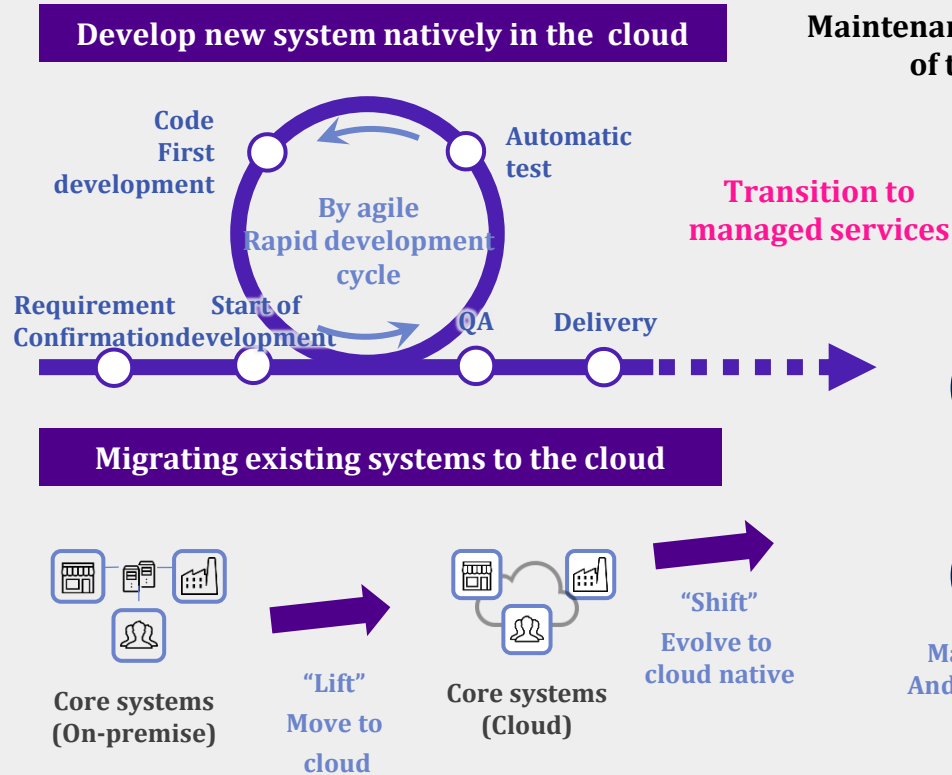 Develop new system natively in the cloud
Maintenan
of t
Code
First
development
Automatic
test
By agile
Rapid development
cycle
Transition to
managed services
Requirement
Confirmation
Start of
development
QA
Delivery
Migrating existing systems to the cloud
"Lift"
Move to
cloud
"Shift"
Evolve to
cloud native
Core systems
(On-premise)
Core systems
(Cloud)
Ma
And